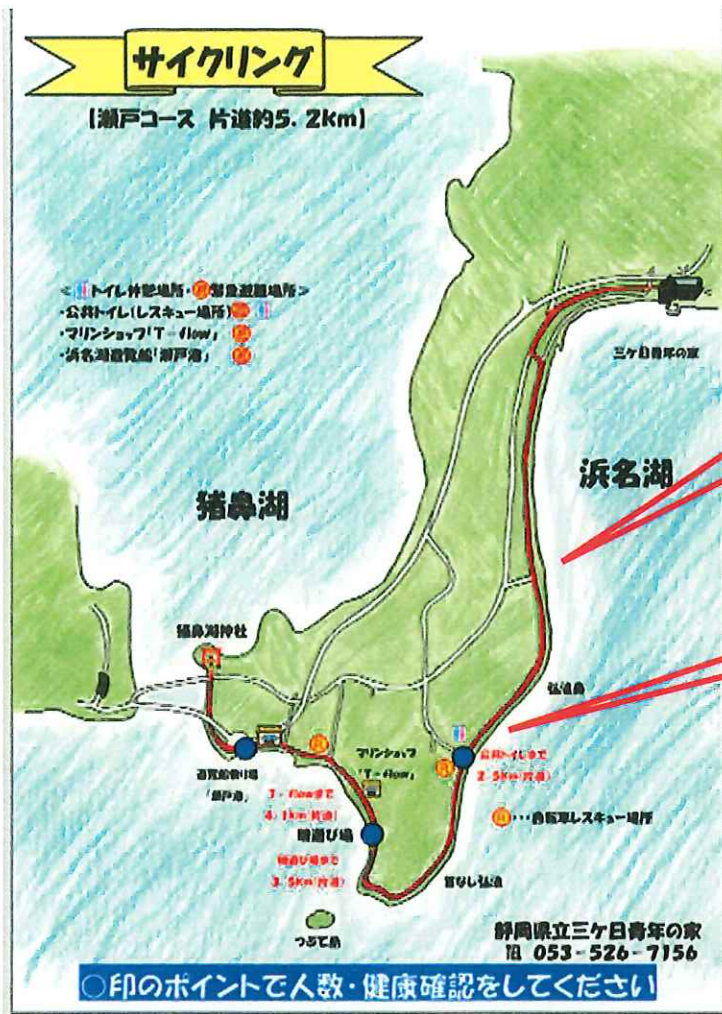 サイクリング
【瀬戸コース 片道約5.2Km】
≪トイレ休憩場所・緊急避難場所≫
・公共トイレ(レスキュー場所)
・マリンショップ「T-flow」
・浜名湖遊覧船「瀬戸港」
三ケ日青年の家
浜名湖
猪鼻湖
猪鼻湖神社
マリンショップ
「T-flow」
公共トイレまで
2.5Km(片道)
遊覧船乗り場
「瀬戸港」
T-flowまで
4.1km(片道)
…自転車レスキュー場所
磯遊び場
磯遊び場まで
3.5Km(片道)
首なし弘法
つぶて島
静岡県立三ケ日青年の家
℡ 053-526-7156
○印のポイントで人数・健康確認をしてください